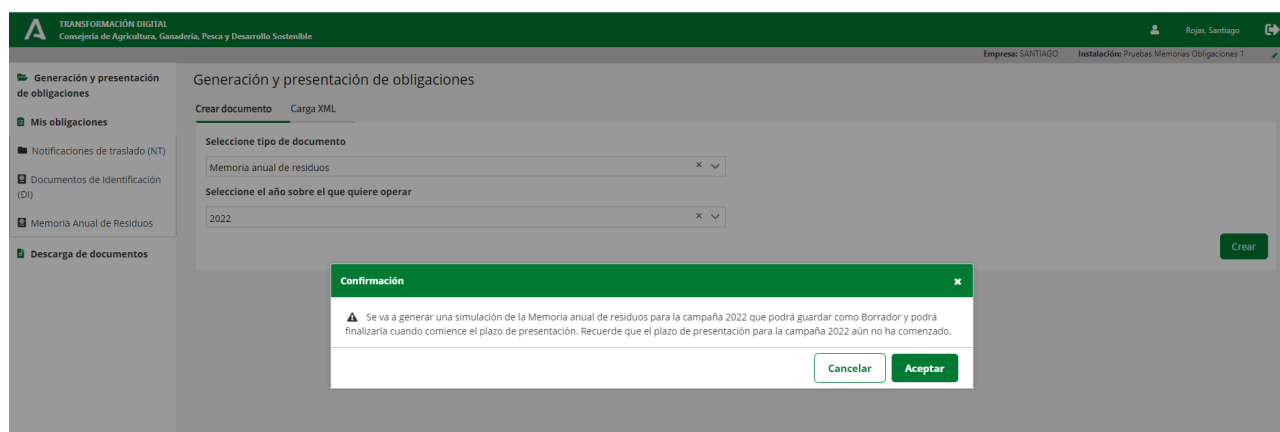 TRANSFORMACIÓN DIGITAL
Consejería de Agricultura, Ganadería, Pesca y Desarrollo Sostenible
Rojas, Santiago
Empresa: SANTIAGO Instalación: Pruebas Memorias Obligaciones 1
Generación y presentación
de obligaciones
Mis obligaciones
Notificaciones de traslado (NT)
Documentos de Identificación
(DI)
Memoria Anual de Residuos
Descarga de documentos
Generación y presentación de obligaciones
Crear documento Carga XML
Seleccione tipo de documento
Memoria anual de residuos
Seleccione el año sobre el que quiere operar
2022
Crear
Confirmación
Se va a generar una simulación de la Memoria anual de residuos para la campaña 2022 que podrá guardar como Borrador y podrá
finalizarla cuando comience el plazo de presentación. Recuerde que el plazo de presentación para la campaña 2022 aún no ha comenzado.
Cancelar Aceptar